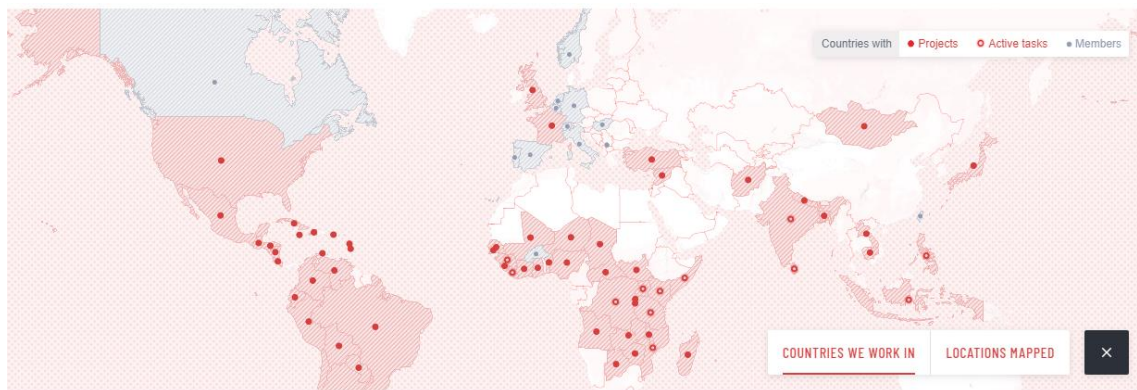 Countries with Projects Active tasks Members
COUNTRIES WE WORK IN LOCATIONS MAPPED